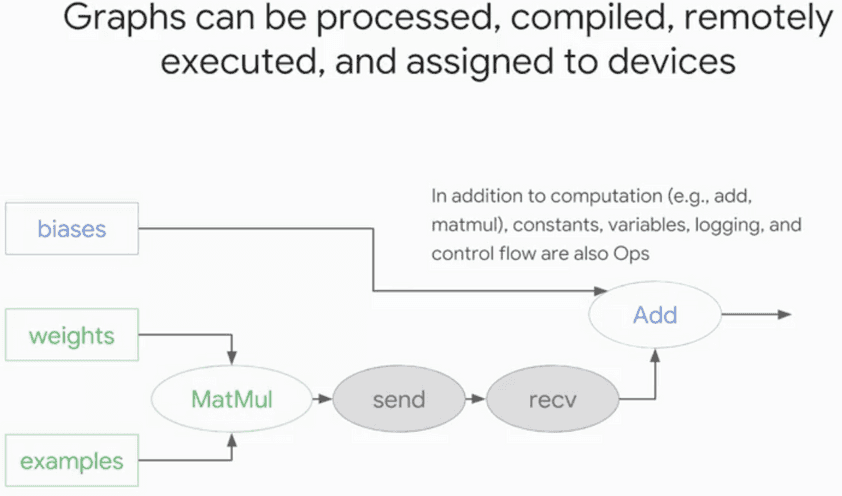 Graphs can be processed, compiled, remotely
executed, and assigned to devices
In addition to computation (e.g., add,
matmul), constants, variables, logging, and
control flow are also Ops
biases
Add
weights
MatMul
send
recv
examples